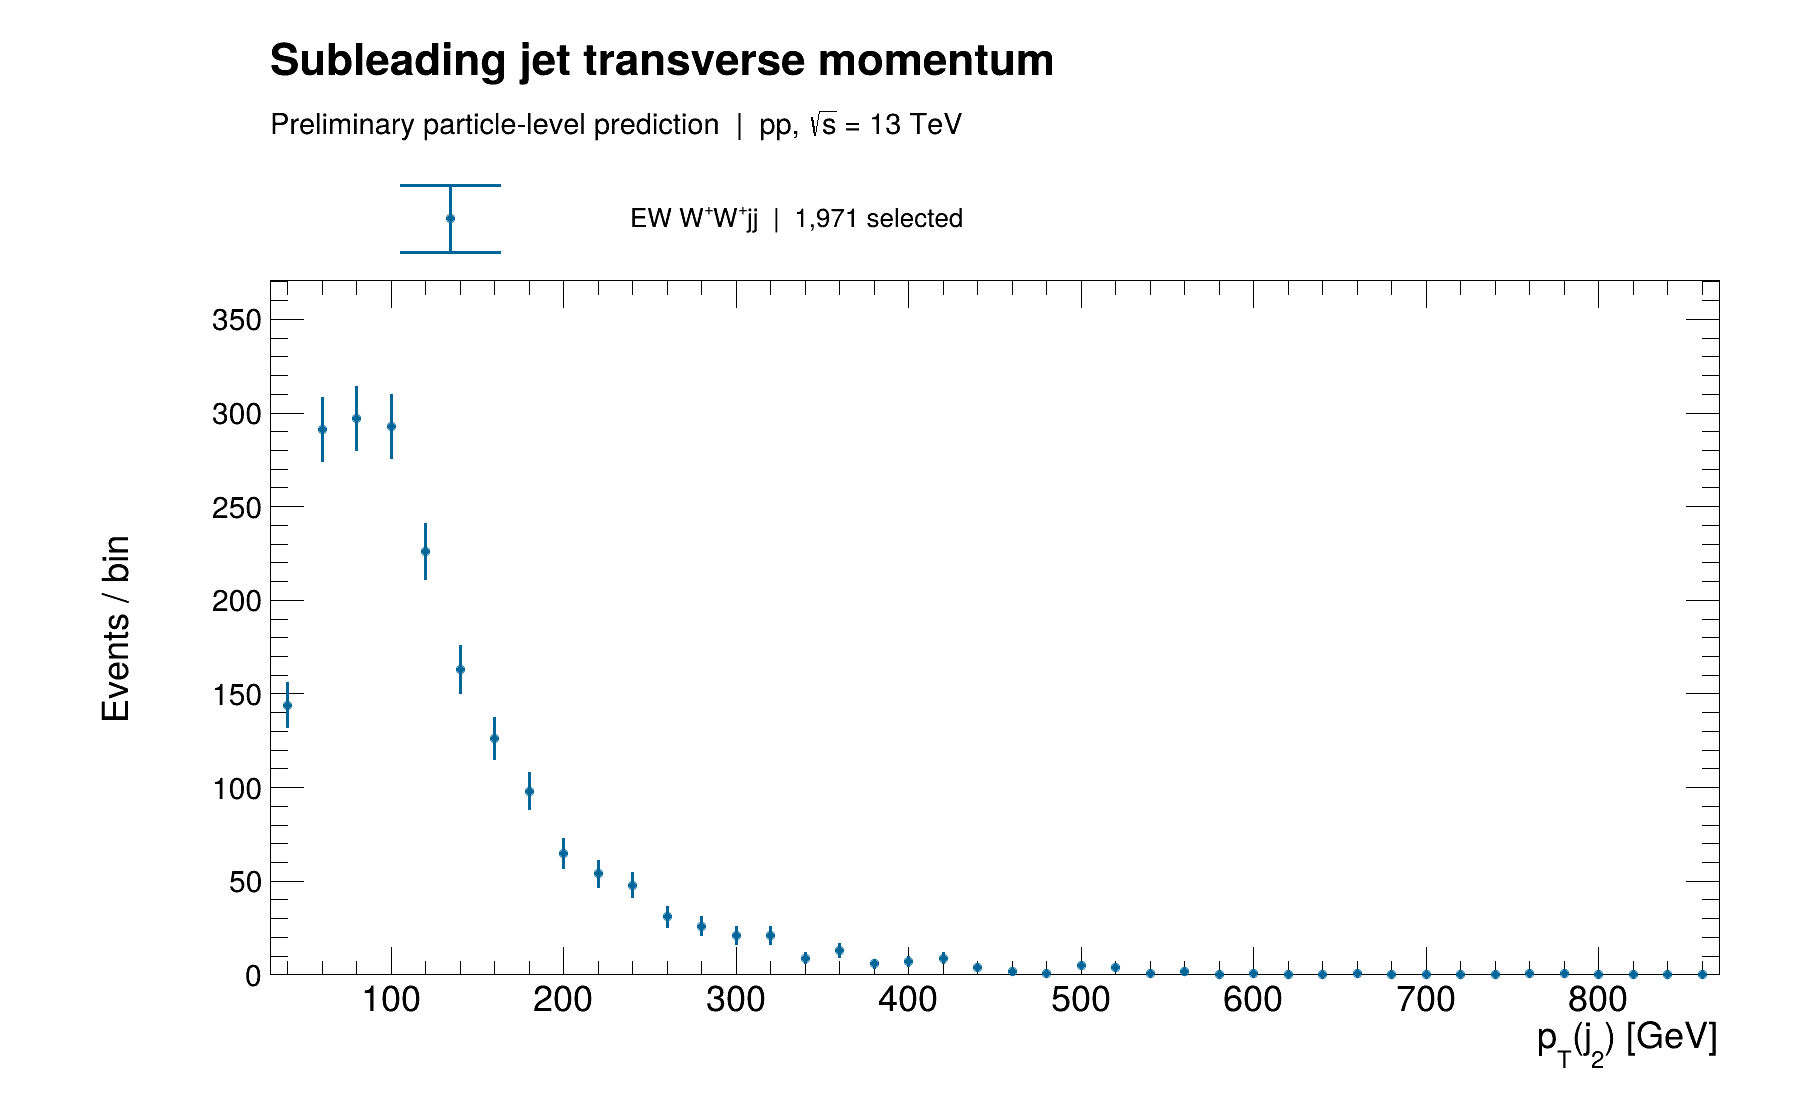 Subleading jet transverse momentum
Preliminary particle-level prediction | pp, √s = 13 TeV
EW W⁺W⁺jj | 1,971 selected
350
300
250
200
150
100
50
0
Events / bin
100 200 300 400 500 600 700 800
p_T(j_2) [GeV]